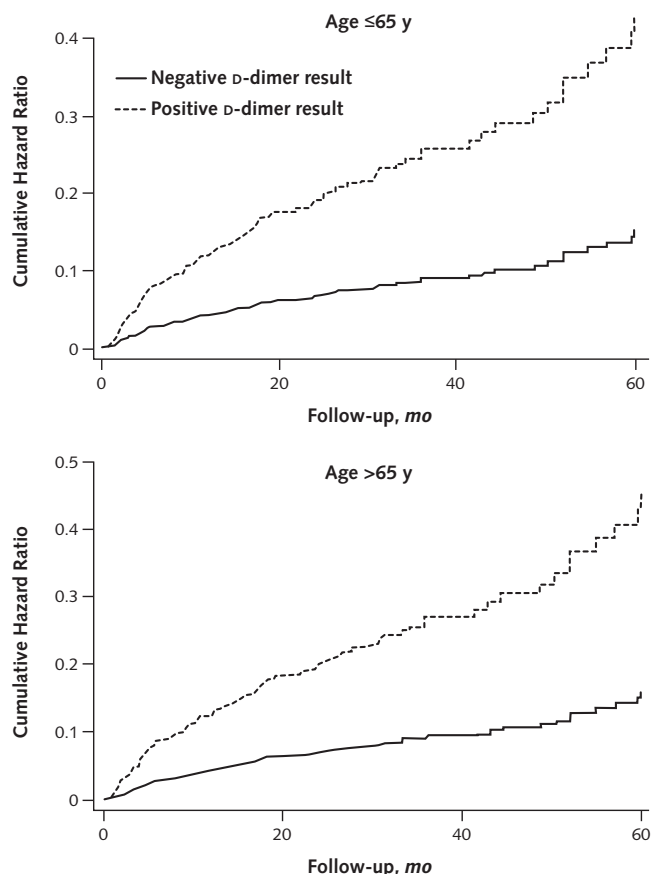 Age ≤65 y
0.4
0.3
0.2
0.1
0
Cumulative Hazard Ratio
Negative D-dimer result
Positive D-dimer result
0 20 40 60
Follow-up, mo
Age >65 y
0.5
0.4
0.3
0.2
0.1
0
Cumulative Hazard Ratio
0 20 40 60
Follow-up, mo